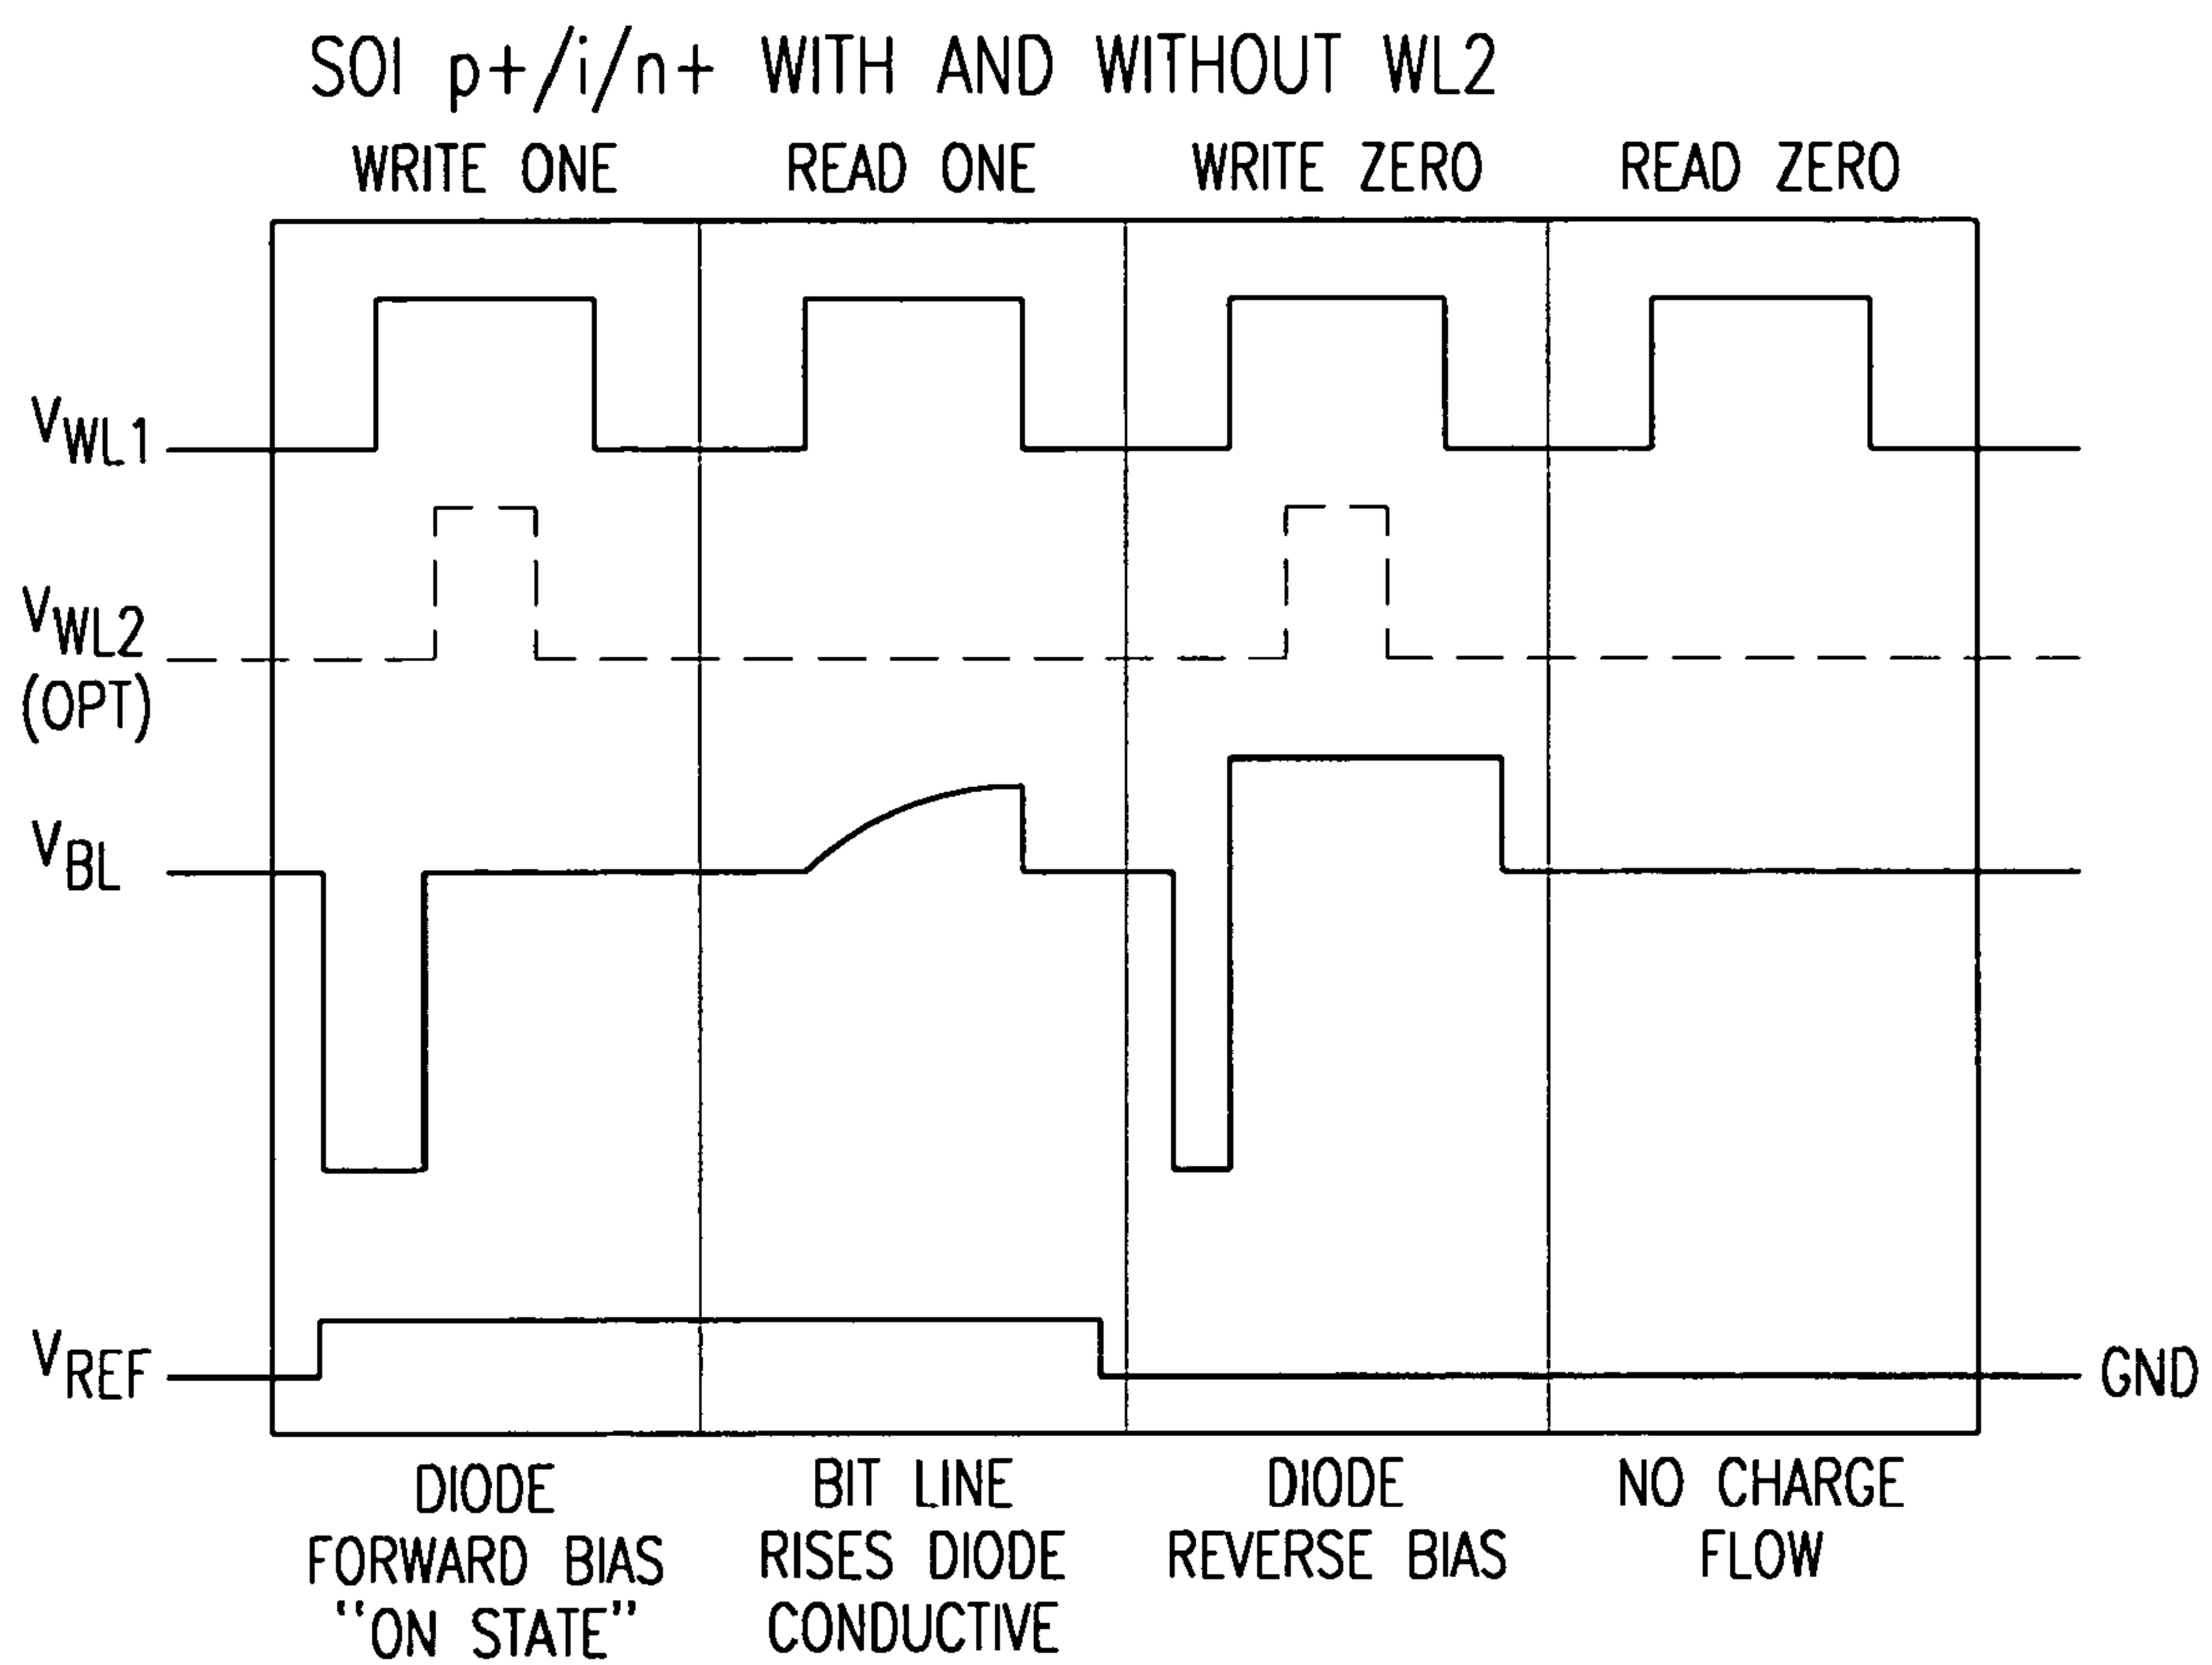 SOI p+/i/n+ WITH AND WITHOUT WL2
WRITE ONE
READ ONE
WRITE ZERO
READ ZERO
VWL1
VWL2
(OPT)
VBL
VREF
GND
DIODE
FORWARD BIAS
"ON STATE"
BIT LINE
RISES DIODE
CONDUCTIVE
DIODE
REVERSE BIAS
NO CHARGE
FLOW